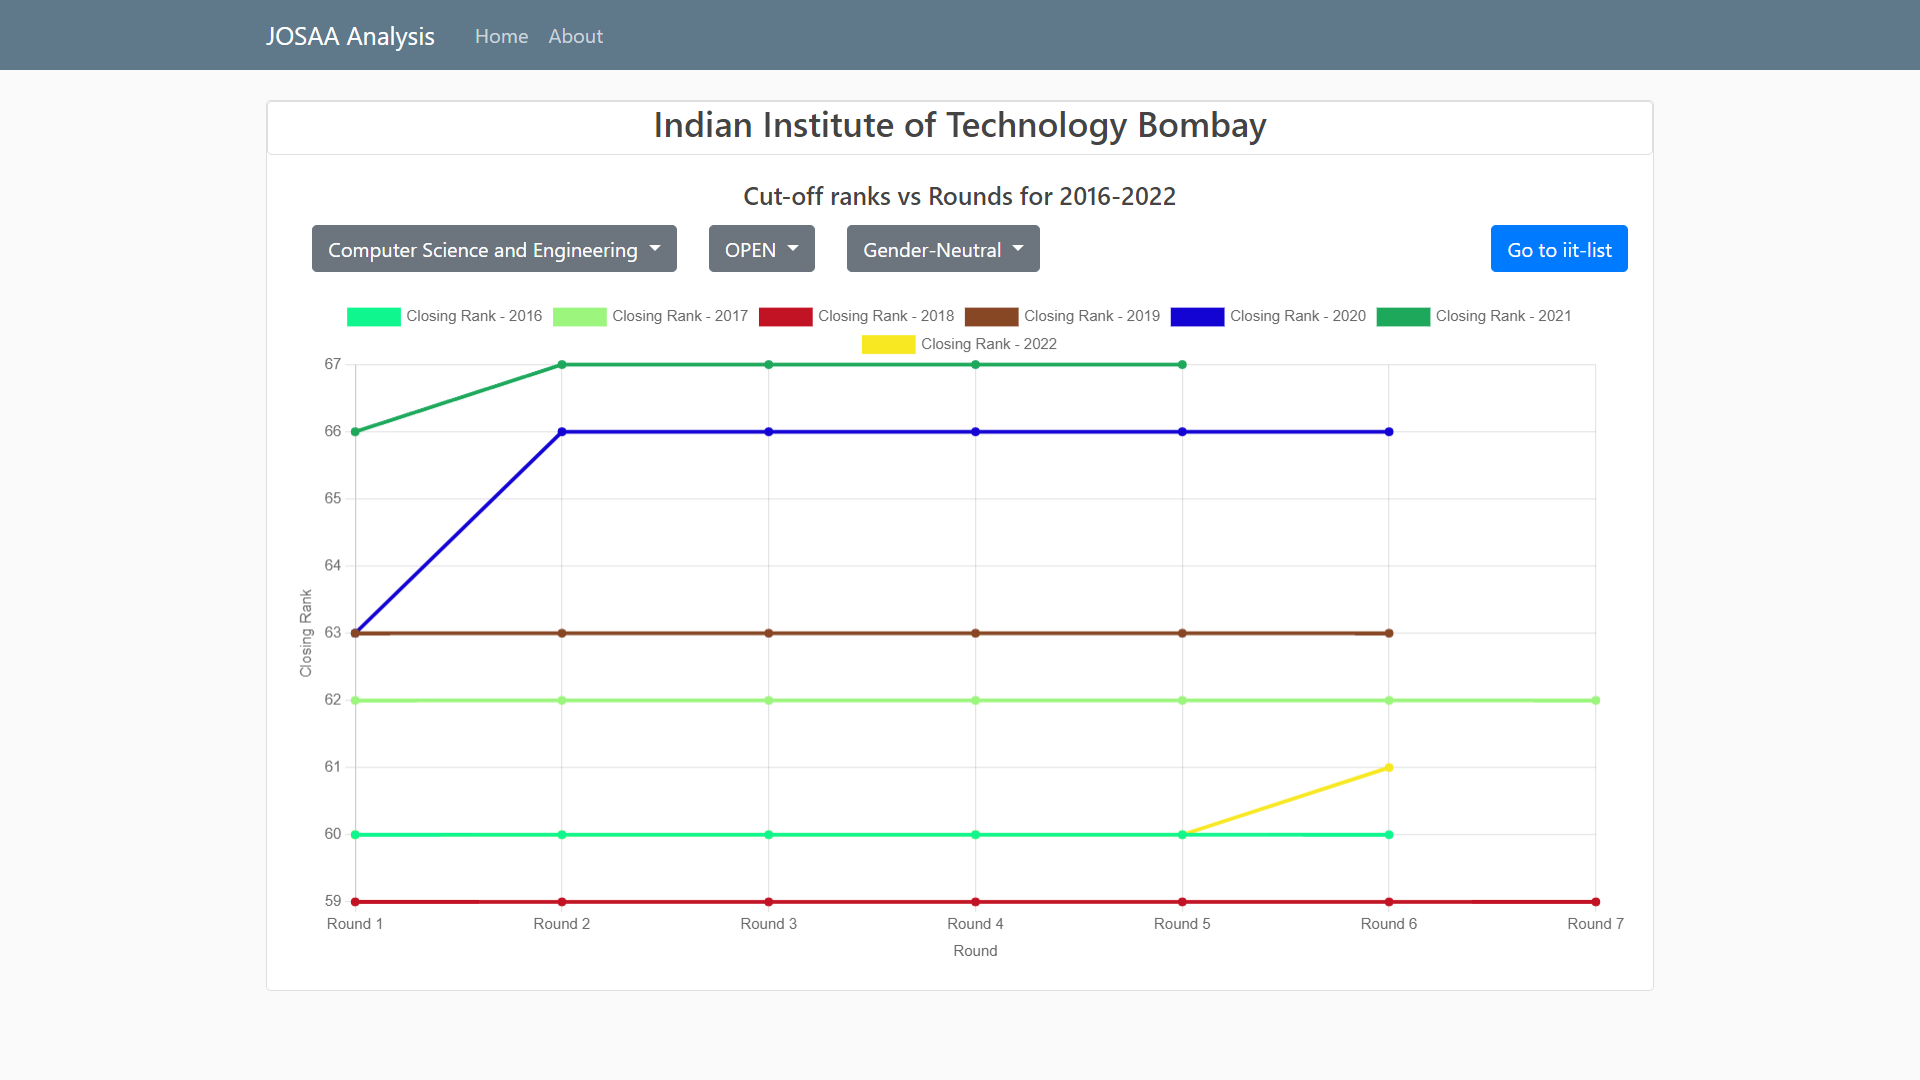 JOSAA Analysis Home About
Indian Institute of Technology Bombay
Cut-off ranks vs Rounds for 2016-2022
Computer Science and Engineering OPEN Gender-Neutral Go to iit-list
Closing Rank - 2016 Closing Rank - 2017 Closing Rank - 2018 Closing Rank - 2019 Closing Rank - 2020 Closing Rank - 2021
Closing Rank - 2022
67
66
65
64
63
62
61
60
59
Closing Rank
Round 1 Round 2 Round 3 Round 4 Round 5 Round 6 Round 7
Round